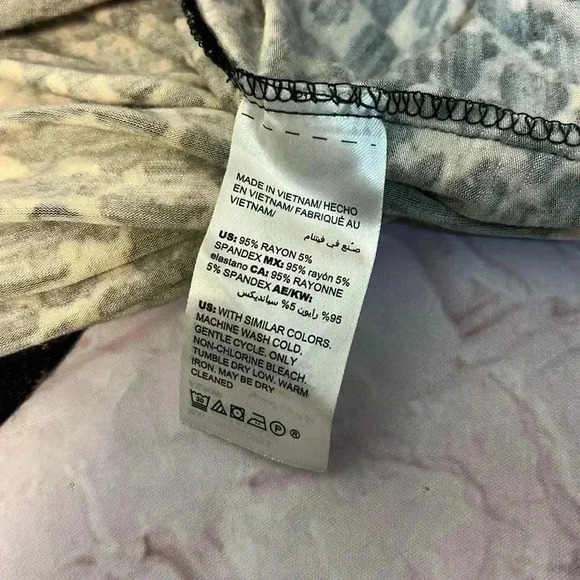 MADE IN VIETNAM/ HECHO
EN VIETNAM/ FABRIQUÉ AU
VIETNAM/
صنع في فيتنام
US: 95% RAYON 5%
SPANDEX MX: 95% rayón 5%
elastano CA: 95% RAYONNE
5% SPANDEX AE/KW:
95% رايون 5% سبانديكس
US: WITH SIMILAR COLORS.
MACHINE WASH COLD,
GENTLE CYCLE. ONLY
NON-CHLORINE BLEACH.
TUMBLE DRY LOW. WARM
IRON. MAY BE DRY
CLEANED
30 P ®